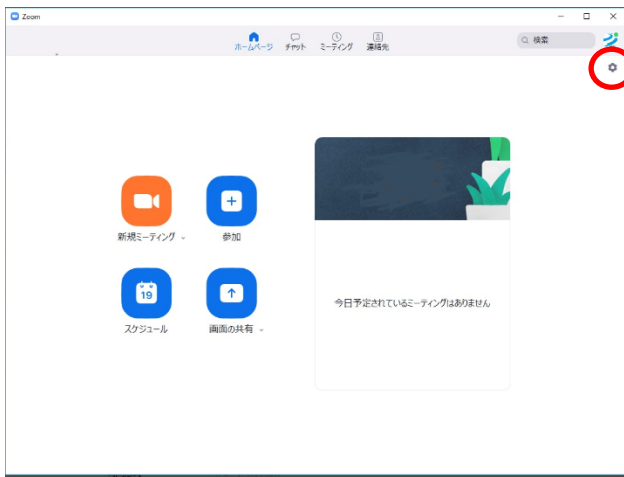 Zoom
ホームページ チャット ミーティング 連絡先
検索
新規ミーティング
参加
19
スケジュール
画面の共有
今日予定されているミーティングはありません